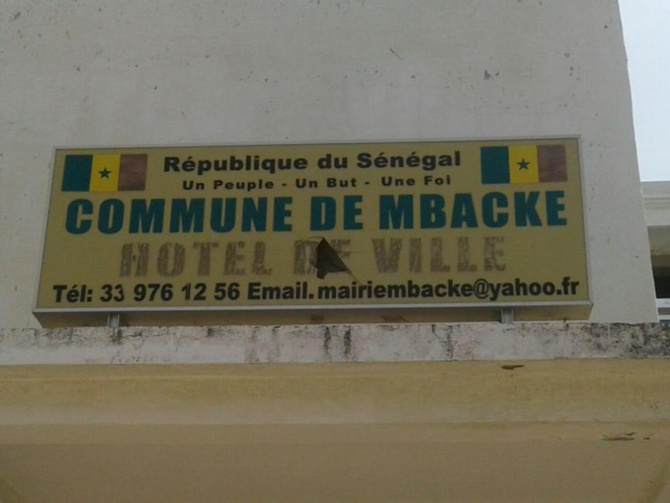 République du Sénégal
Un Peuple - Un But - Une Foi
COMMUNE DE MBACKE
HOTEL DE VILLE
Tél: 33 976 12 56 Email.mairiembacke@yahoo.fr